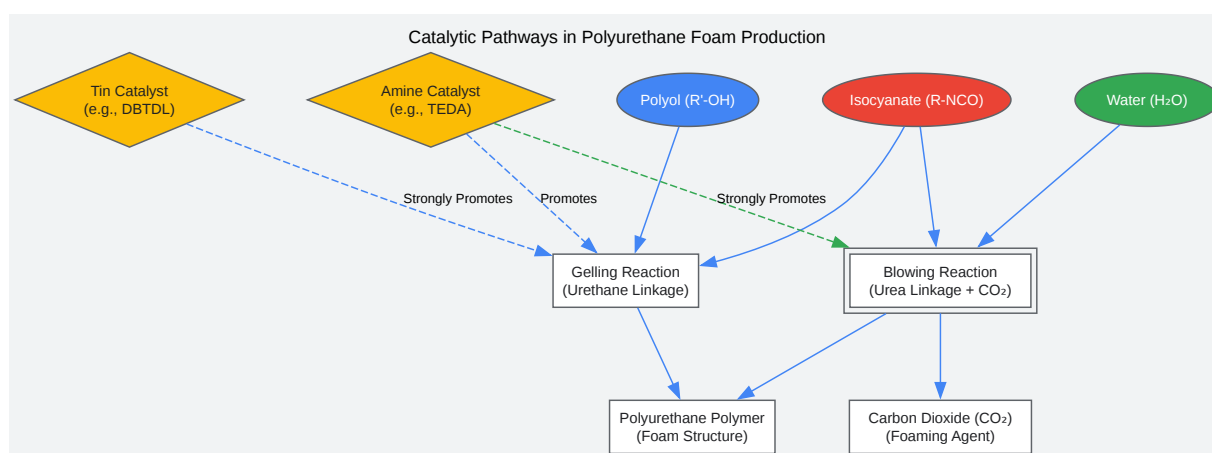 Catalytic Pathways in Polyurethane Foam Production
Tin Catalyst
(e.g., DBTDL)
Amine Catalyst
(e.g., TEDA)
Polyol (R'-OH)
Isocyanate (R-NCO)
Water (H₂O)
Strongly Promotes
Promotes
Strongly Promotes
Gelling Reaction
(Urethane Linkage)
Blowing Reaction
(Urea Linkage + CO₂)
Polyurethane Polymer
(Foam Structure)
Carbon Dioxide (CO₂)
(Foaming Agent)